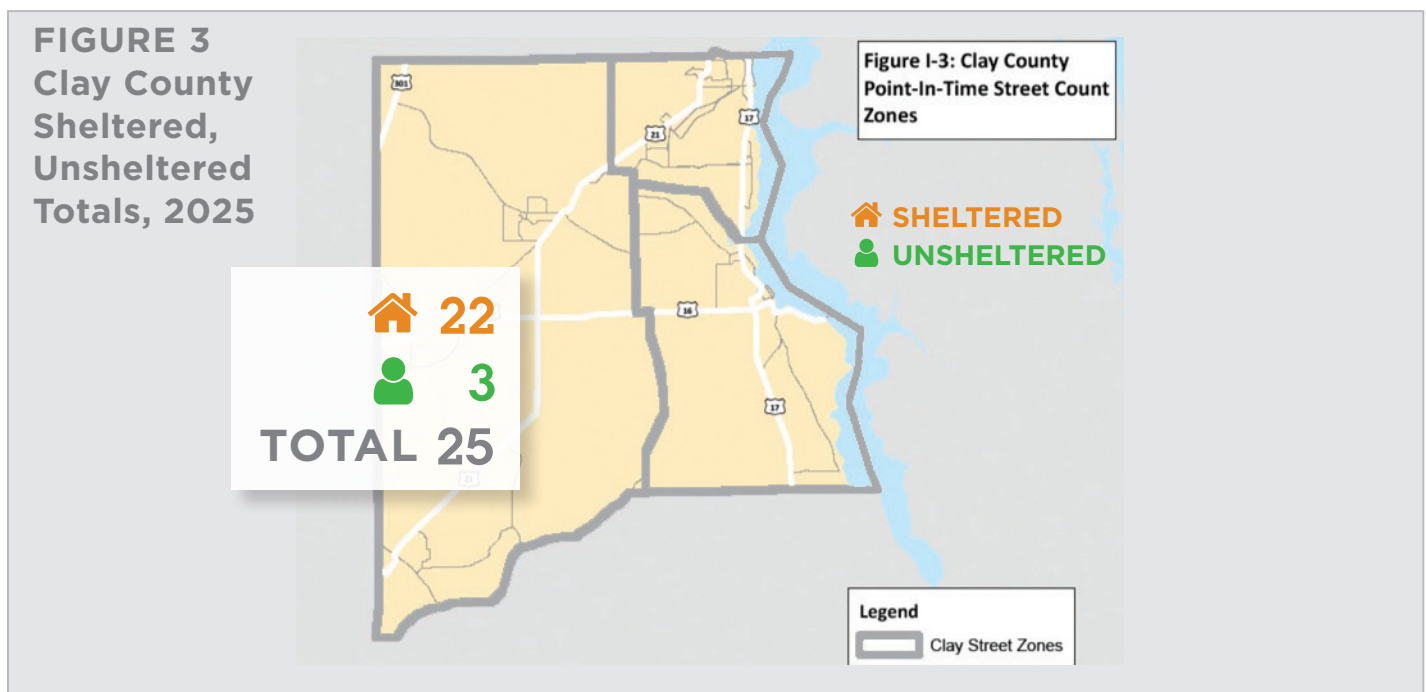 FIGURE 3
Clay County
Sheltered,
Unsheltered
Totals, 2025
Figure I-3: Clay County
Point-In-Time Street Count
Zones
301
21
17
SHELTERED
UNSHELTERED
22
3
TOTAL 25
16
17
21
Legend
Clay Street Zones